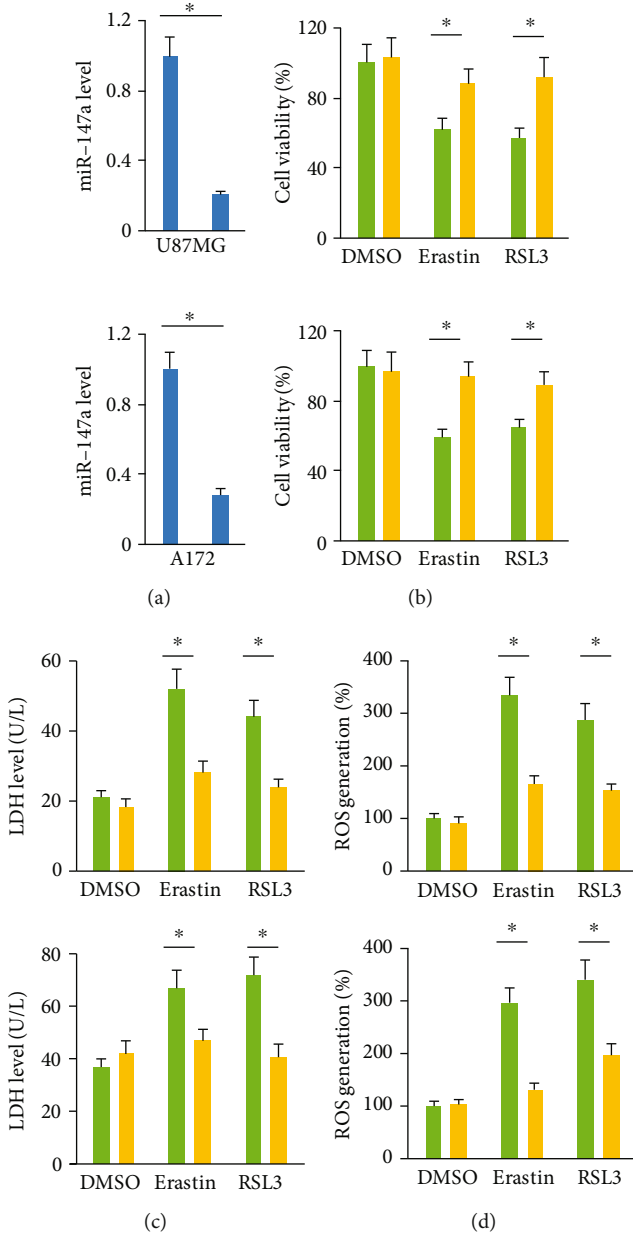 *
1.2
0.8
0.4
0
miR–147a level
U87MG
* *
120
80
40
0
Cell viability (%)
DMSO Erastin RSL3
*
1.2
0.8
0.4
0
miR–147a level
A172
* *
120
80
40
0
Cell viability (%)
DMSO Erastin RSL3
(a)
(b)
* *
60
40
20
0
LDH level (U/L)
DMSO Erastin RSL3
* *
400
300
200
100
0
ROS generation (%)
DMSO Erastin RSL3
* *
80
60
40
20
0
LDH level (U/L)
DMSO Erastin RSL3
* *
400
300
200
100
0
ROS generation (%)
DMSO Erastin RSL3
(c)
(d)